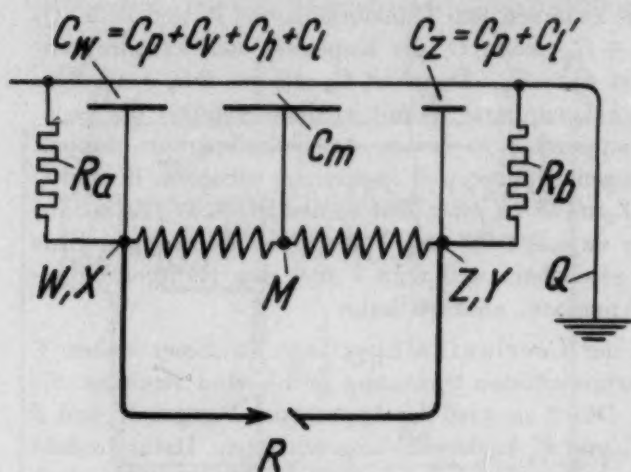 C_w = C_p + C_v + C_h + C_l
C_z = C_p + C_l'
C_m
R_a
R_b
W, X
M
Z, Y
Q
R